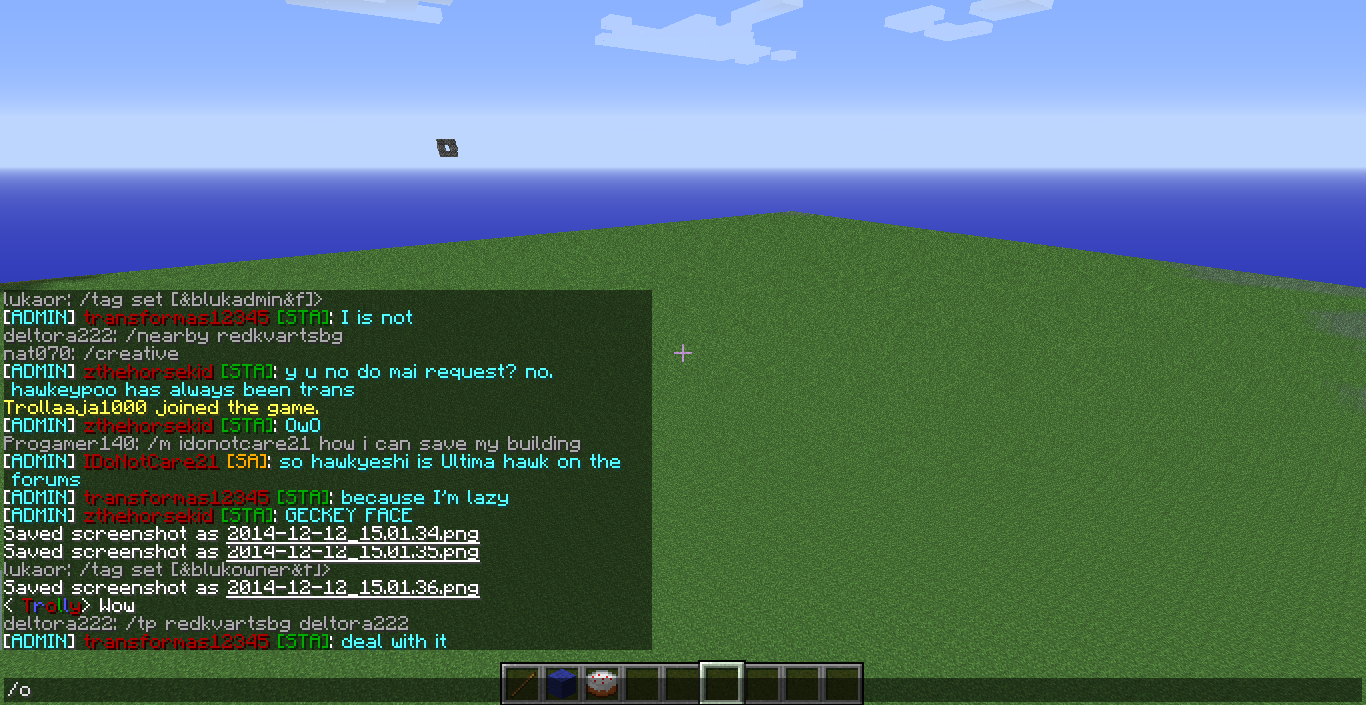 lukaor: /tag set [&blukadmin&f]>
[ADMIN] transformas12345 [STA]: I is not
deltora222: /nearby redkvartsbg
nat070: /creative
[ADMIN] zthehorsekid [STA]: y u no do mai request? no.
hawkeypoo has always been trans
Trollaaja1000 joined the game.
[ADMIN] zthehorsekid [STA]: OwO
Progamer140: /m idonotcare21 how i can save my building
[ADMIN] IDoNotCare21 [SA]: so hawkyeshi is Ultima hawk on the
forums
[ADMIN] transformas12345 [STA]: because I'm lazy
[ADMIN] zthehorsekid [STA]: GECKEY FACE
Saved screenshot as 2014-12-12_15.01.34.png
Saved screenshot as 2014-12-12_15.01.35.png
lukaor: /tag set [&blukowner&f]>
Saved screenshot as 2014-12-12_15.01.36.png
< Trolly> Wow
deltora222: /tp redkvartsbg deltora222
[ADMIN] transformas12345 [STA]: deal with it
/o